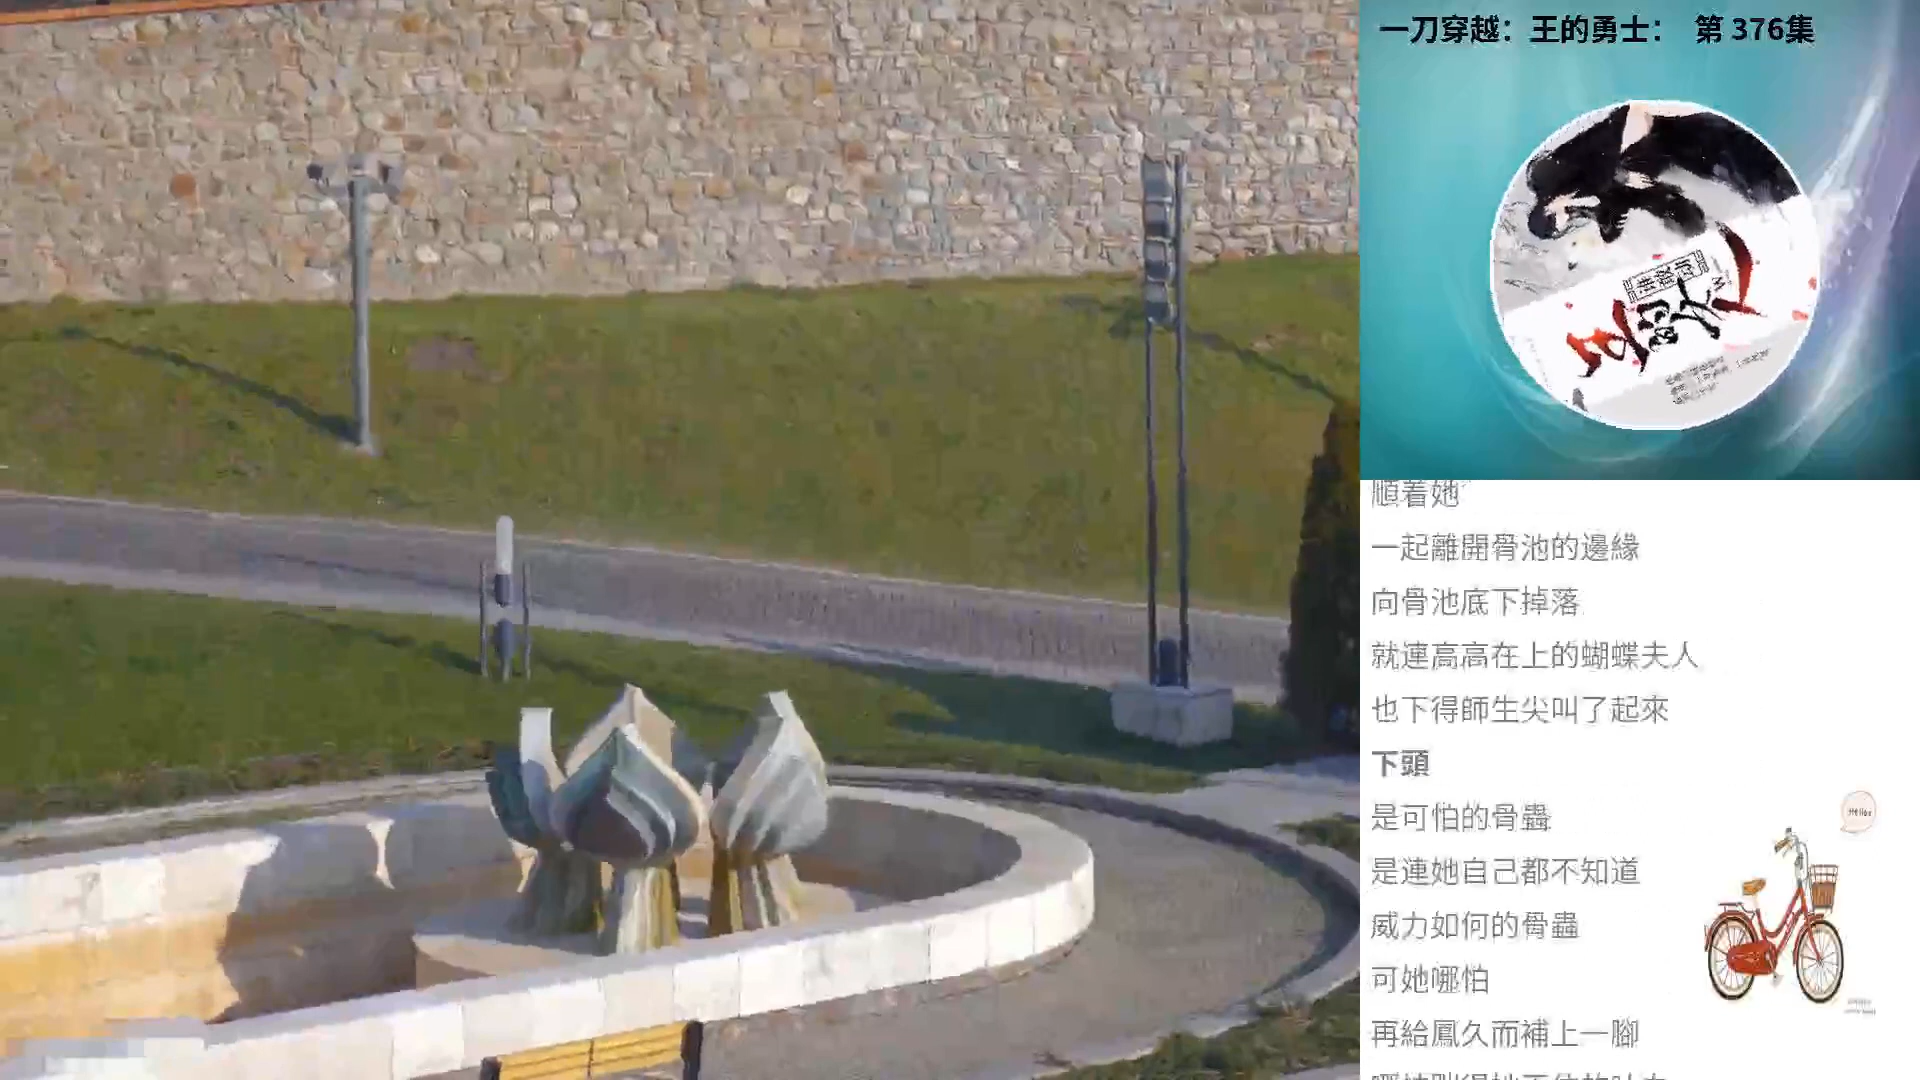 一刀穿越：王的勇士： 第 376集
順着她
一起離開骨池的邊緣
向骨池底下掉落
就連高高在上的蝴蝶夫人
也下得師生尖叫了起來
下頭
是可怕的骨蟲
是連她自己都不知道
威力如何的骨蟲
可她哪怕
再給鳳久而補上一腳